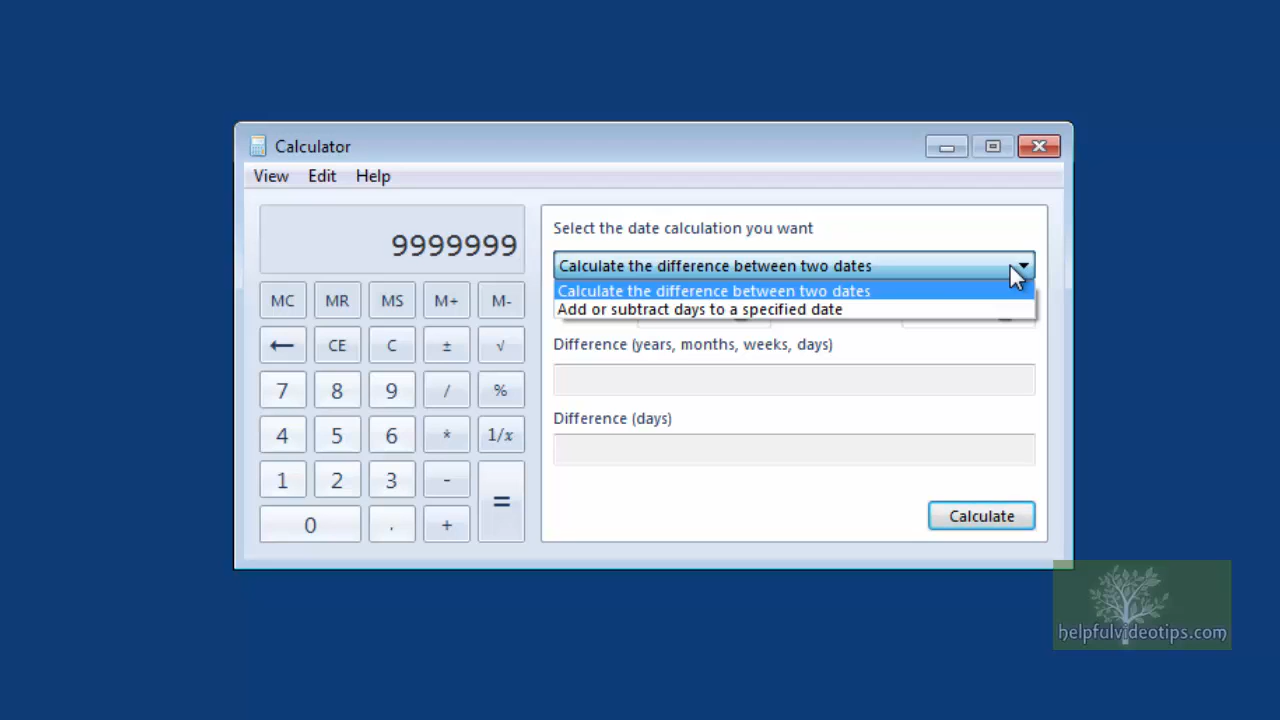 Calculator
View Edit Help
9999999
MC MR MS M+ M-
← CE C ± √
7 8 9 / %
4 5 6 * 1/x
1 2 3 - =
0 . +
Select the date calculation you want
Calculate the difference between two dates
Calculate the difference between two dates
Add or subtract days to a specified date
Difference (years, months, weeks, days)
Difference (days)
Calculate
helpfulvideotips.com